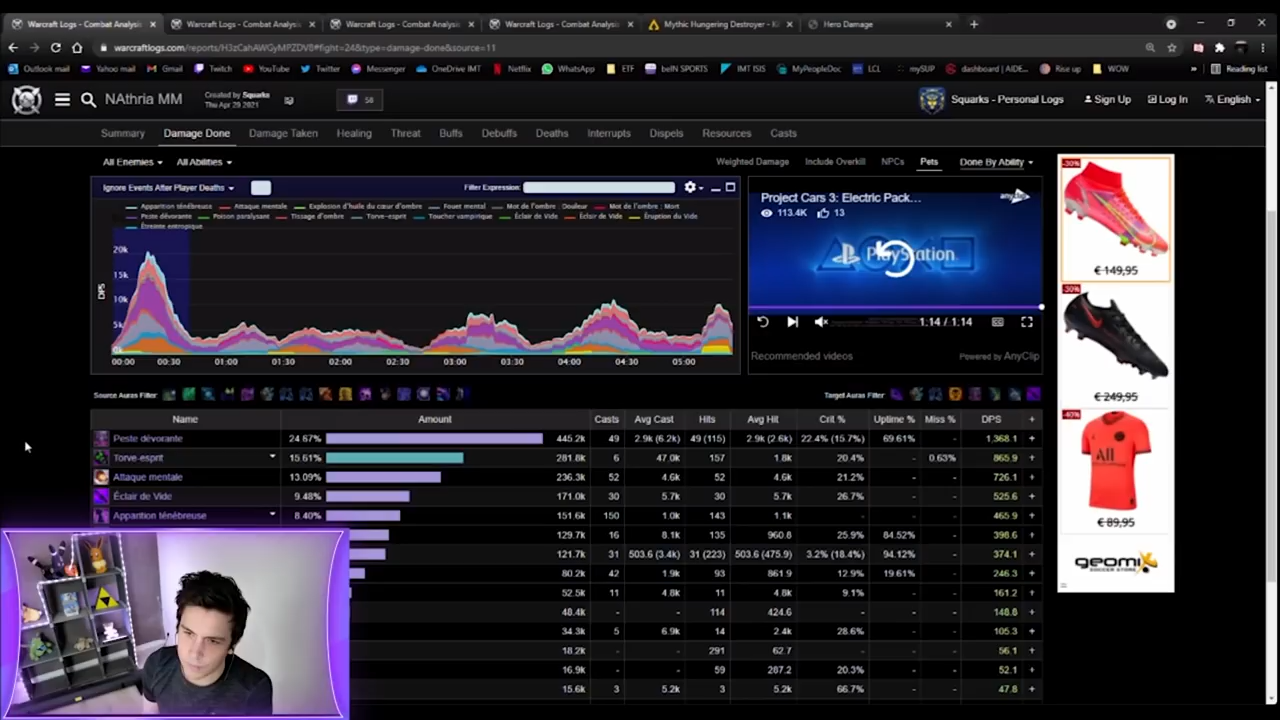 Warcraft Logs - Combat Analysis Warcraft Logs - Combat Analysis Warcraft Logs - Combat Analysis Warcraft Logs - Combat Analysis Mythic Hungering Destroyer - Hero Damage
warcraftlogs.com/reports/H3zCahAWGyMPZDV8#fight=24&type=damage-done&source=11
Outlook mail Yahoo mail Gmail Twitch YouTube Twitter Messenger OneDrive IMT Netflix WhatsApp ETF beIN SPORTS IMT ISIS MyPeopleDoc LCL mySUP dashboard | AIDE... Rise up WOW » Reading list
NAthria MM
Created by Squarks
Thu Apr 29 2021
58
Squarks - Personal Logs Sign Up Log In English
Summary Damage Done Damage Taken Healing Threat Buffs Debuffs Deaths Interrupts Dispels Resources Casts
All Enemies All Abilities Weighted Damage Include Overkill NPCs Pets Done By Ability
Ignore Events After Player Deaths Filter Expression:
Apparition ténébreuse Attaque mentale Explosion d'huile du cœur d'ombre Fouet mental Mot de l'ombre : Douleur Mot de l'ombre : Mort
Peste dévorante Poison paralysant Tissage d'ombre Torve-esprit Toucher vampirique Éclair de Vide Éclair de Vide Éruption du Vide
Étreinte entropique
DPS
20k
15k
10k
5k
0k
00:00 00:30 01:00 01:30 02:00 02:30 03:00 03:30 04:00 04:30 05:00
Project Cars 3: Electric Pack...
113.4K 13
PlayStation
1:14 / 1:14
Recommended videos Powered by AnyClip
Source Auras Filter Target Auras Filter
Name Amount Casts Avg Cast Hits Avg Hit Crit % Uptime % Miss % DPS +
Peste dévorante 24.67% 445.2k 49 2.9k (6.2k) 49 (115) 2.9k (2.6k) 22.4% (15.7%) 69.61% - 1,368.1 +
Torve-esprit 15.61% 281.8k 6 47.0k 157 1.8k 20.4% - 0.63% 865.9 +
Attaque mentale 13.09% 236.3k 52 4.6k 52 4.6k 21.2% - - 726.1 +
Éclair de Vide 9.48% 171.0k 30 5.7k 30 5.7k 26.7% - - 525.6 +
Apparition ténébreuse 8.40% 151.6k 150 1.0k 143 1.1k - - - 465.9 +
129.7k 16 8.1k 135 960.8 25.9% 84.52% - 398.6 +
121.7k 31 503.6 (3.4k) 31 (223) 503.6 (475.9) 3.2% (18.4%) 94.12% - 374.1 +
80.2k 42 1.9k 93 861.9 12.9% 19.61% - 246.3 +
52.5k 11 4.8k 11 4.8k 9.1% - - 161.2 +
48.4k - - 114 424.6 - - - 148.8 +
34.3k 5 6.9k 14 2.4k 28.6% - - 105.3 +
18.2k - - 291 62.7 - - - 56.1 +
16.9k - - 59 287.2 20.3% - - 52.1 +
15.6k 3 5.2k 3 5.2k 66.7% - - 47.8 +
-30%
€ 149,95
-30%
€ 249,95
-40%
ALL
€ 89,95
geomix
SOCCER STORE